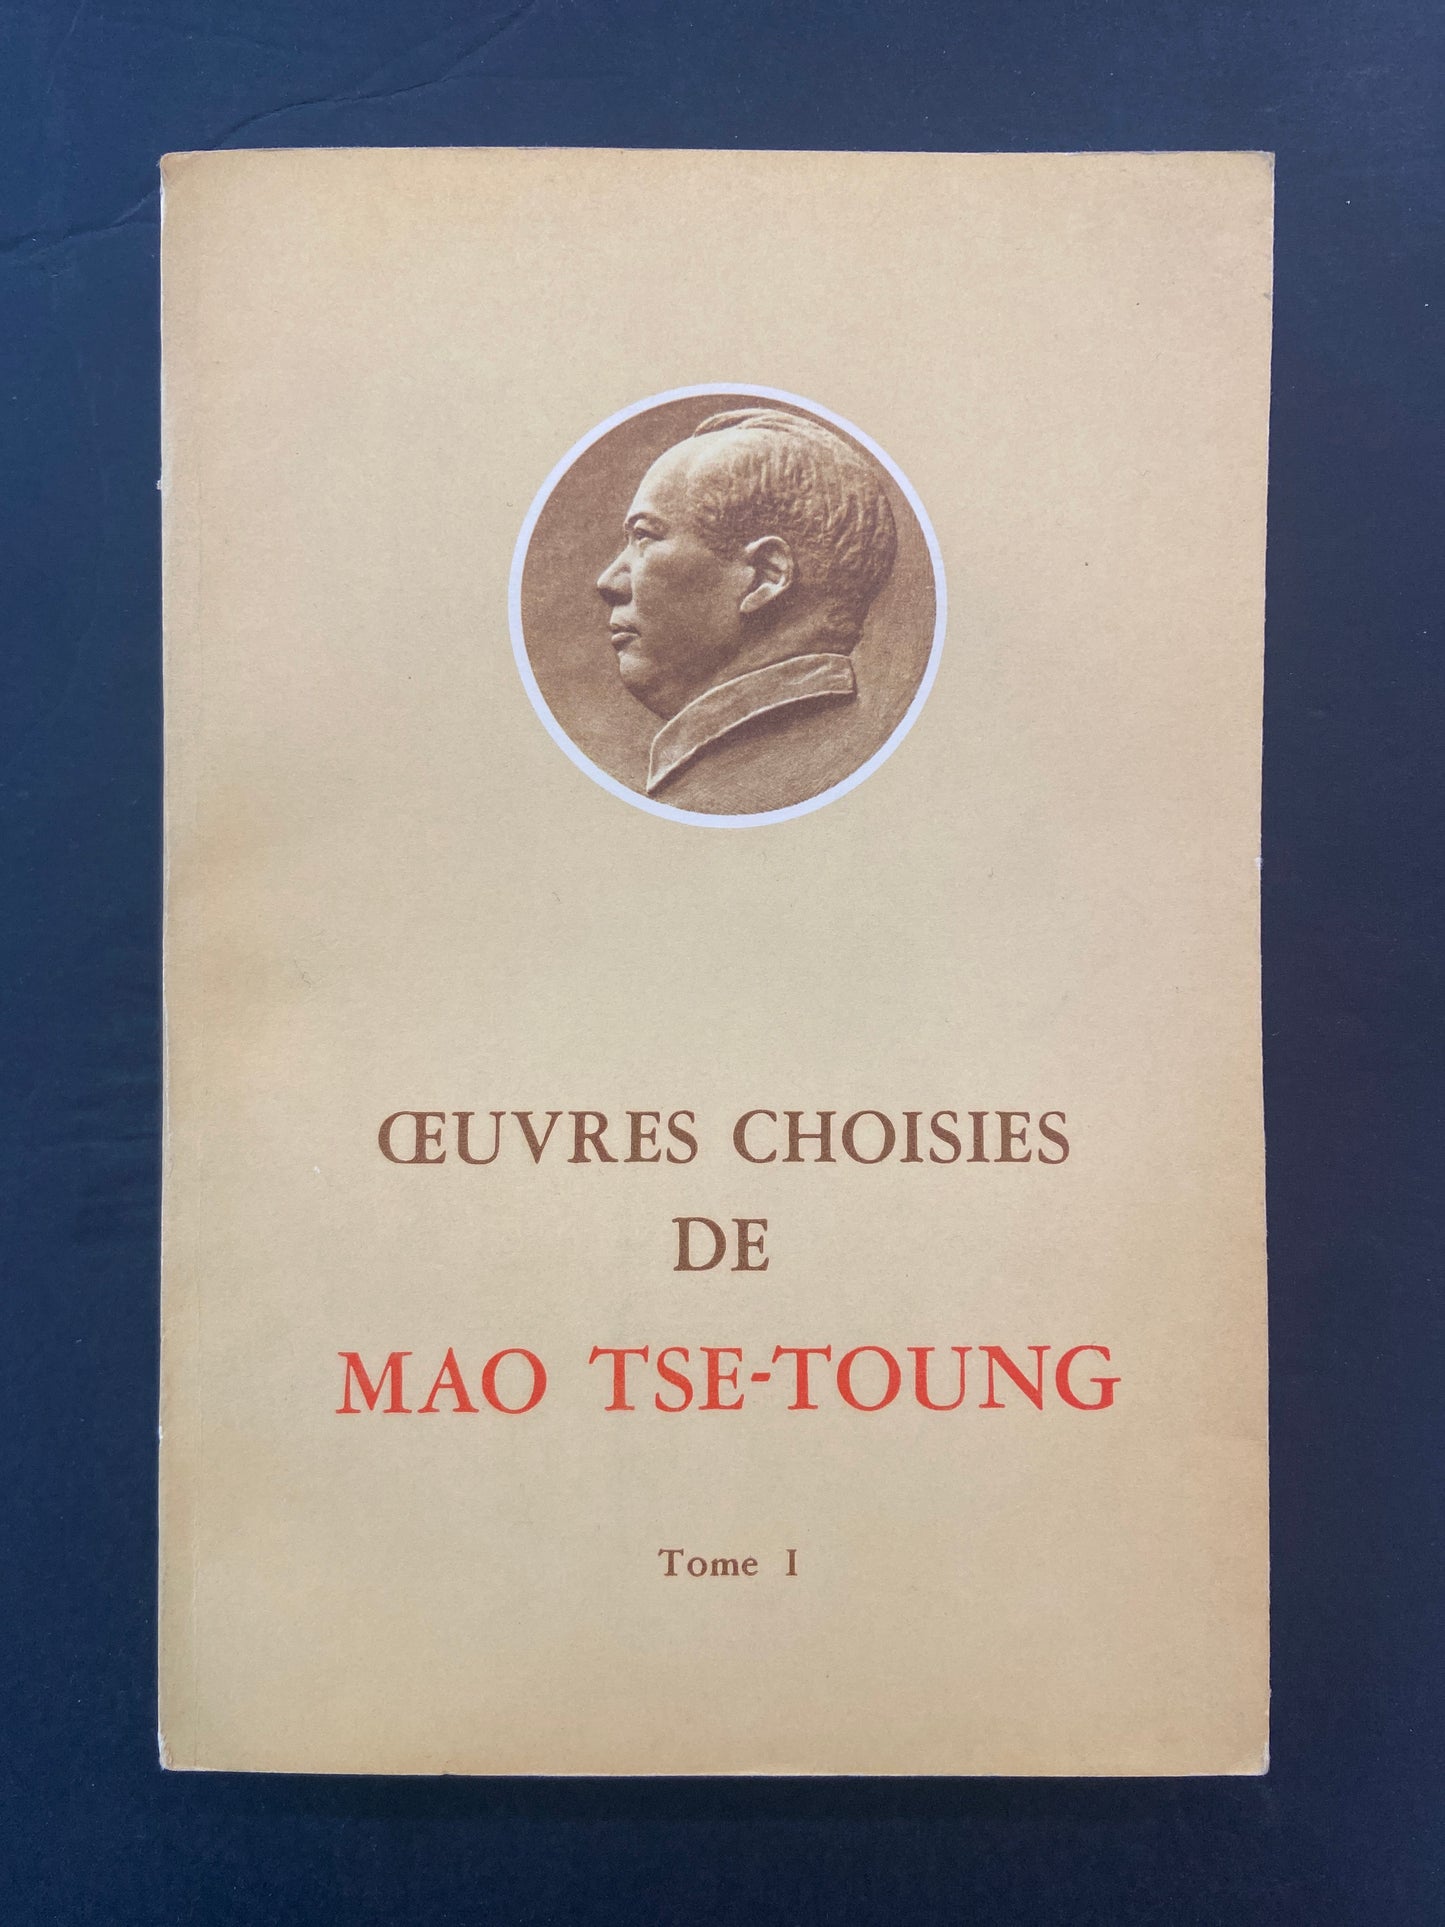 ŒUVRES CHOISIES
DE
MAO TSE-TOUNG
Tome I